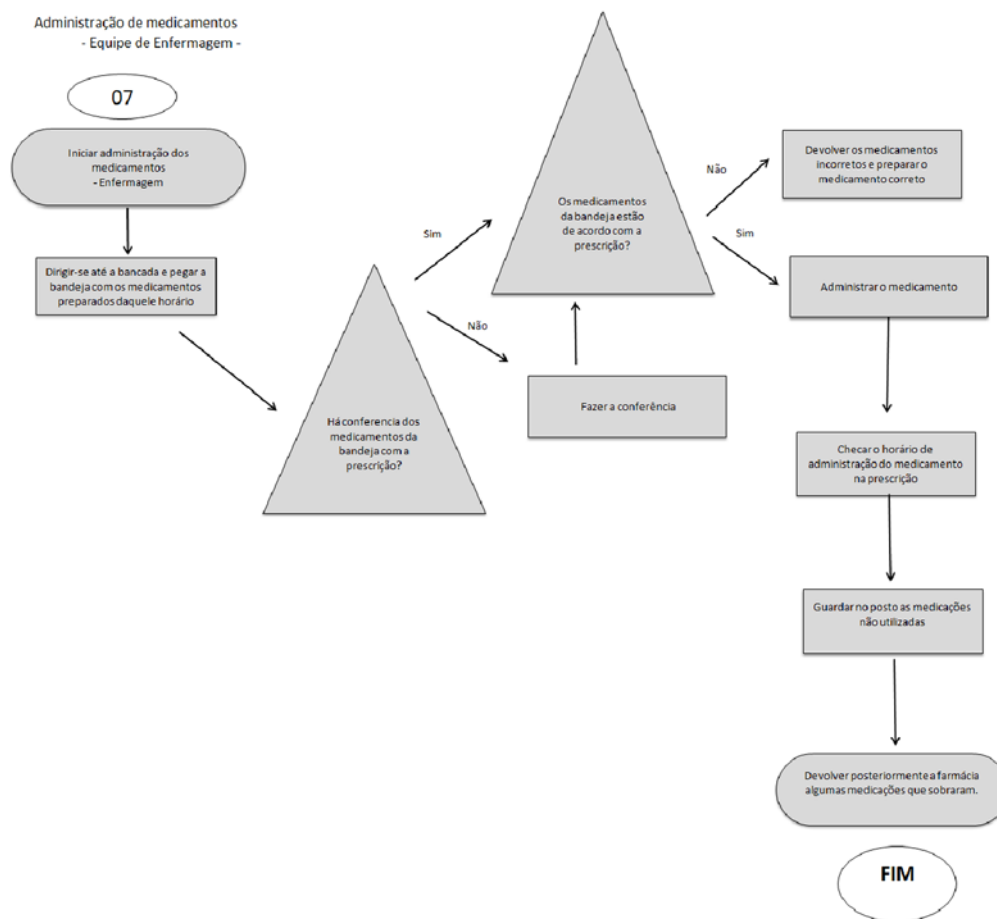 Administração de medicamentos
- Equipe de Enfermagem -
07
Iniciar administração dos
medicamentos
- Enfermagem
Dirigir-se até a bancada e pegar a
bandeja com os medicamentos
preparados daquele horário
Há conferencia dos
medicamentos da
bandeja com a
prescrição?
Sim
Não
Fazer a conferência
Os medicamentos
da bandeja estão
de acordo com a
prescrição?
Não
Devolver os medicamentos
incorretos e preparar o
medicamento correto
Sim
Administrar o medicamento
Checar o horário de
administração do medicamento
na prescrição
Guardar no posto as medicações
não utilizadas
Devolver posteriormente a farmácia
algumas medicações que sobraram.
FIM